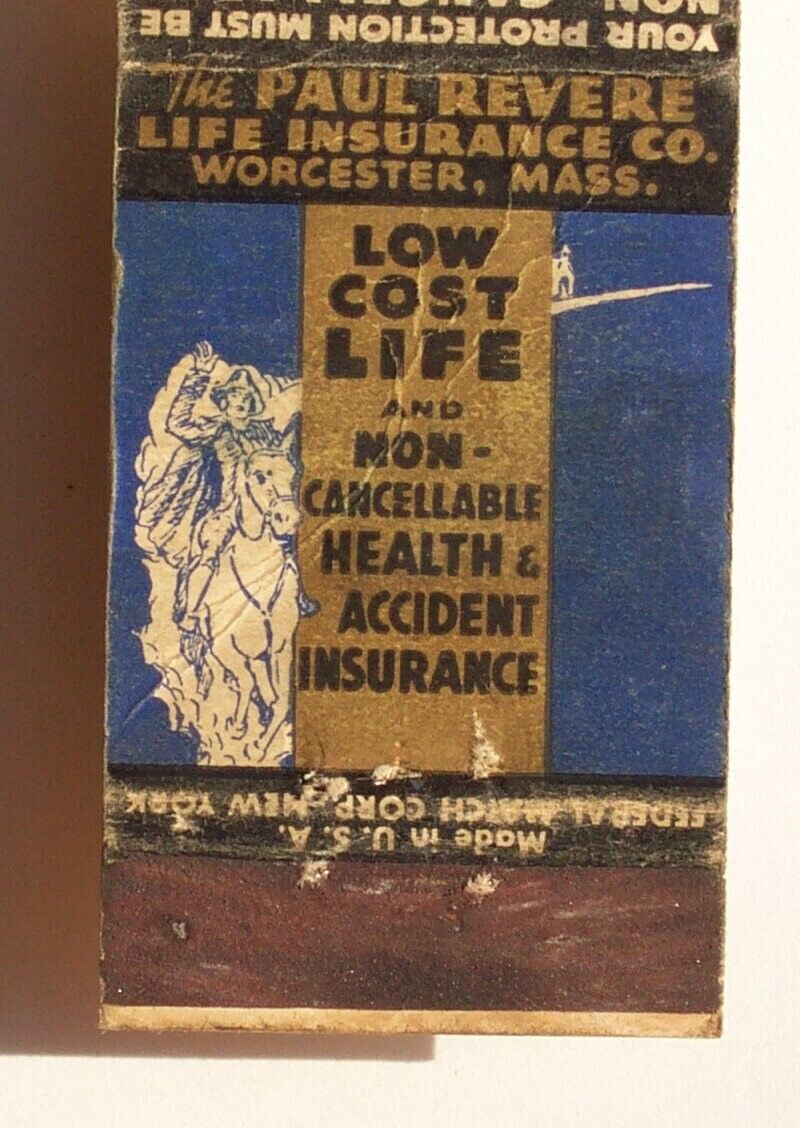 YOUR PROTECTION MUST BE
The PAUL REVERE
LIFE INSURANCE CO.
WORCESTER, MASS.
LOW
COST
LIFE
AND
NON-
CANCELLABLE
HEALTH &
ACCIDENT
INSURANCE
Made in U.S.A.
FEDERAL MATCH CORP. NEW YORK